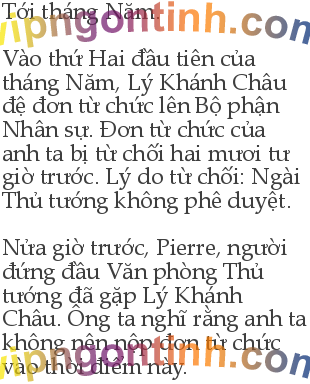 Tới tháng Năm.
vipngontinh.com
Vào thứ Hai đầu tiên của
tháng Năm, Lý Khánh Châu
đệ đơn từ chức lên Bộ phận
Nhân sự. Đơn từ chức của
anh ta bị từ chối hai mươi tư
giờ trước. Lý do từ chối: Ngài
Thủ tướng không phê duyệt.
Nửa giờ trước, Pierre, người
đứng đầu Văn phòng Thủ
tướng đã gặp Lý Khánh
Châu. Ông ta nghĩ rằng anh ta
không nên nộp đơn từ chức
vào thời điểm này.
vipngontinh.com